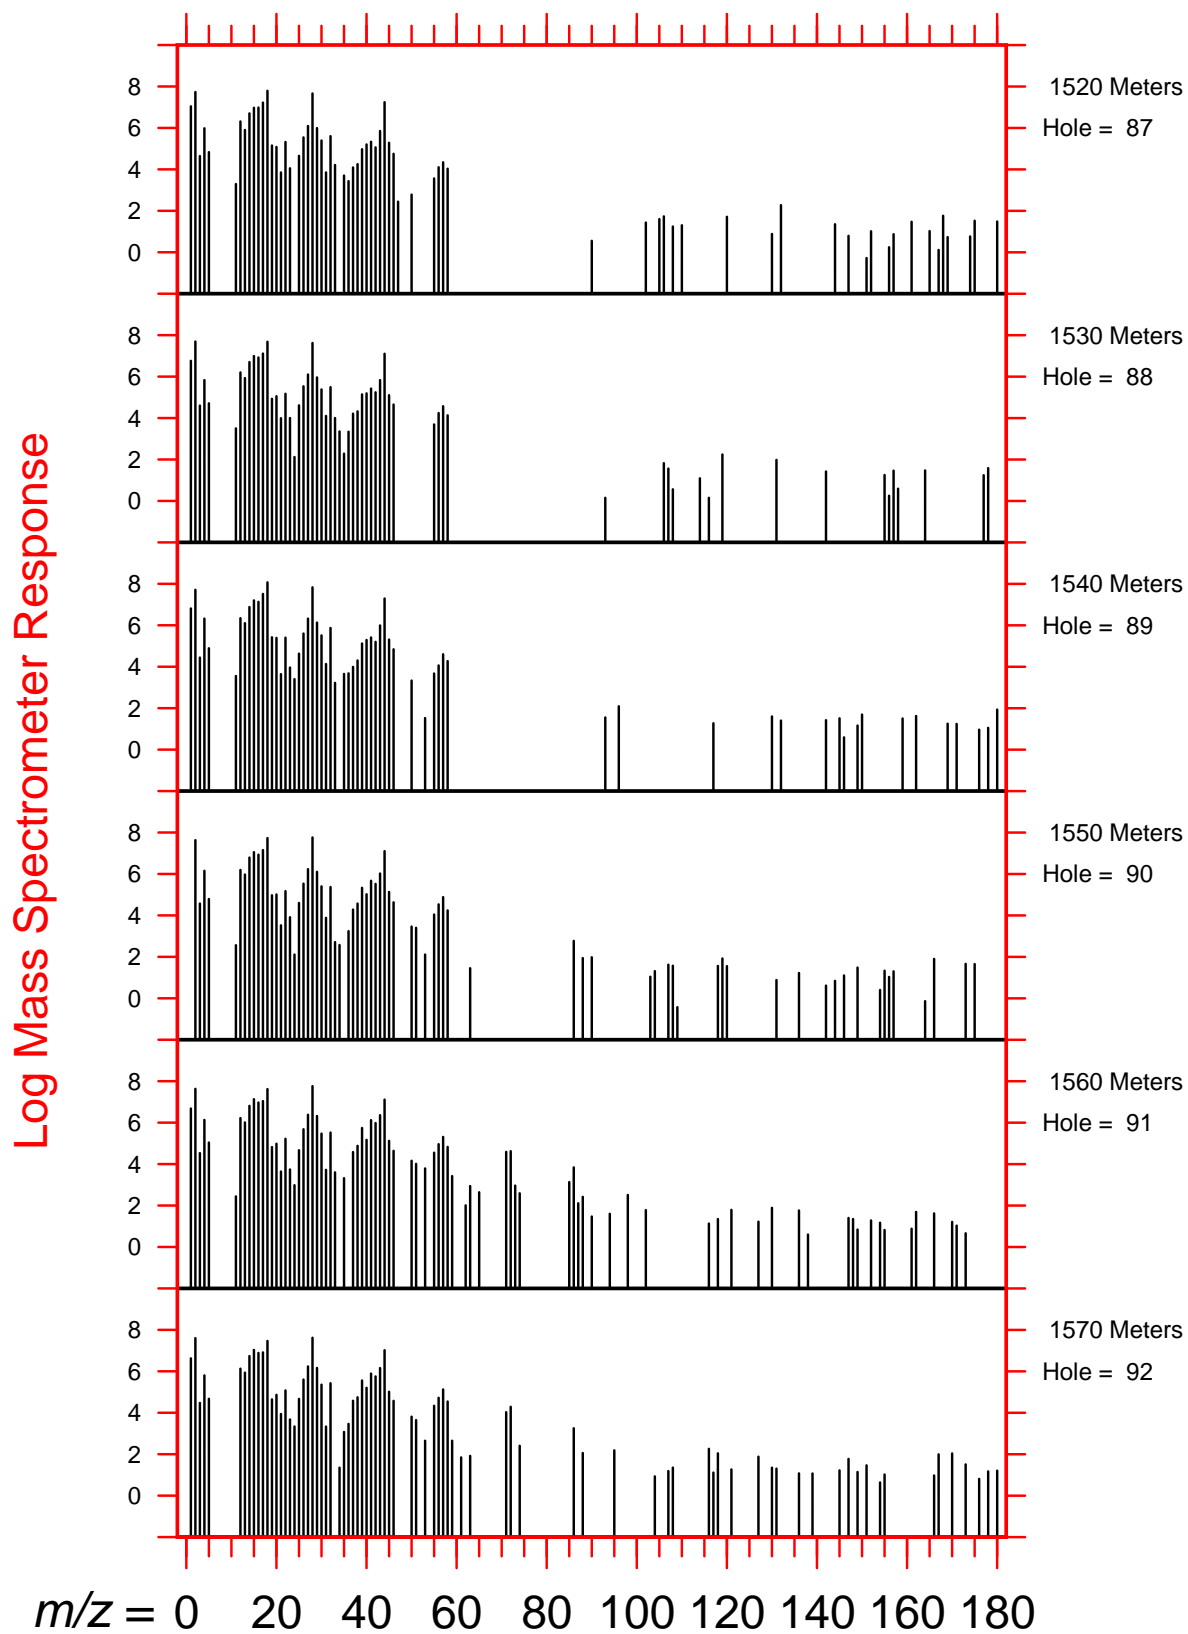 8
6
4
2
0
1520 Meters
Hole = 87
8
6
4
2
0
1530 Meters
Hole = 88
8
6
4
2
0
1540 Meters
Hole = 89
8
6
4
2
0
1550 Meters
Hole = 90
8
6
4
2
0
1560 Meters
Hole = 91
8
6
4
2
0
1570 Meters
Hole = 92
Log Mass Spectrometer Response
m/z = 0 20 40 60 80 100 120 140 160 180